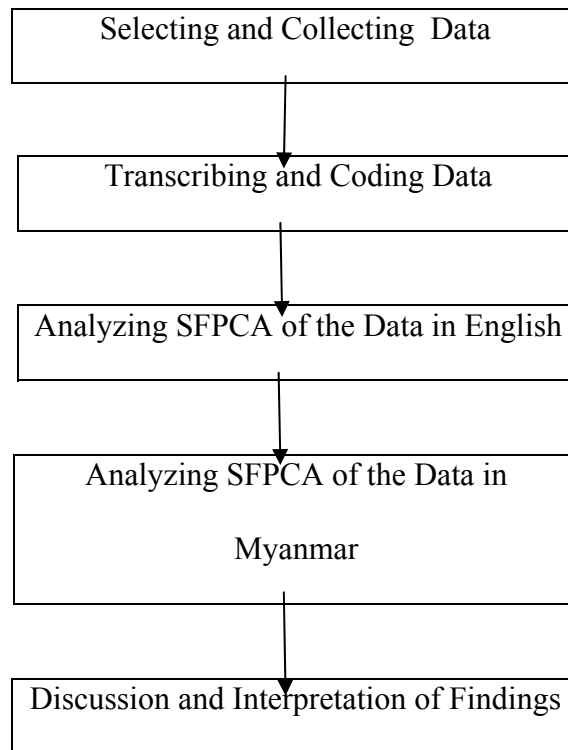 Selecting and Collecting Data
Transcribing and Coding Data
Analyzing SFPCA of the Data in English
Analyzing SFPCA of the Data in
Myanmar
Discussion and Interpretation of Findings